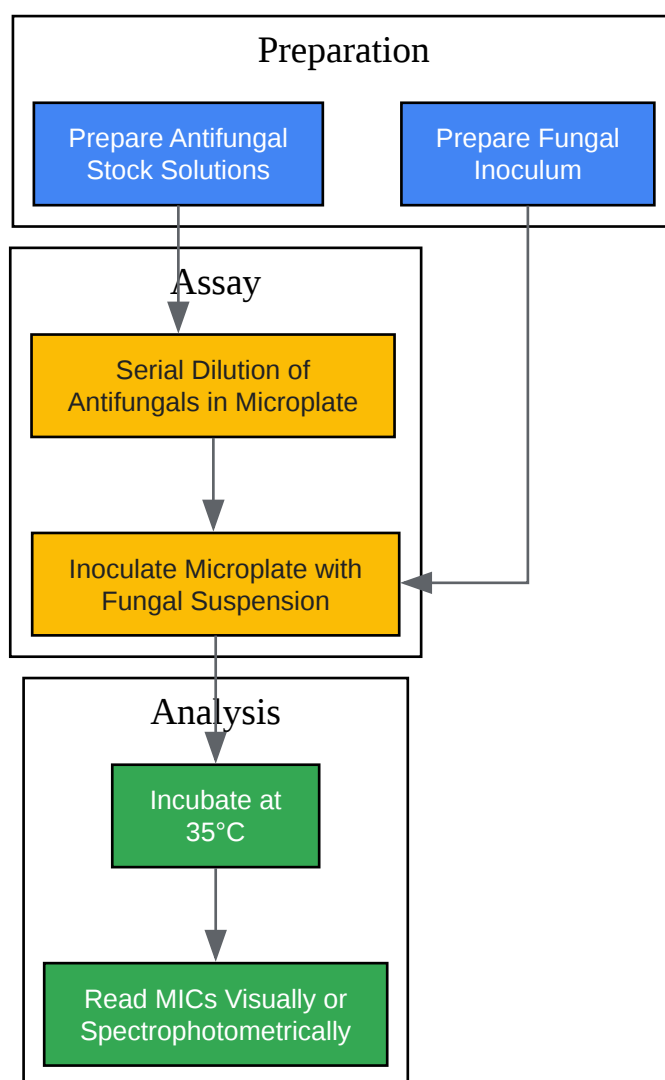 Preparation
Prepare Antifungal
Stock Solutions
Prepare Fungal
Inoculum
Assay
Serial Dilution of
Antifungals in Microplate
Inoculate Microplate with
Fungal Suspension
Analysis
Incubate at
35°C
Read MICs Visually or
Spectrophotometrically